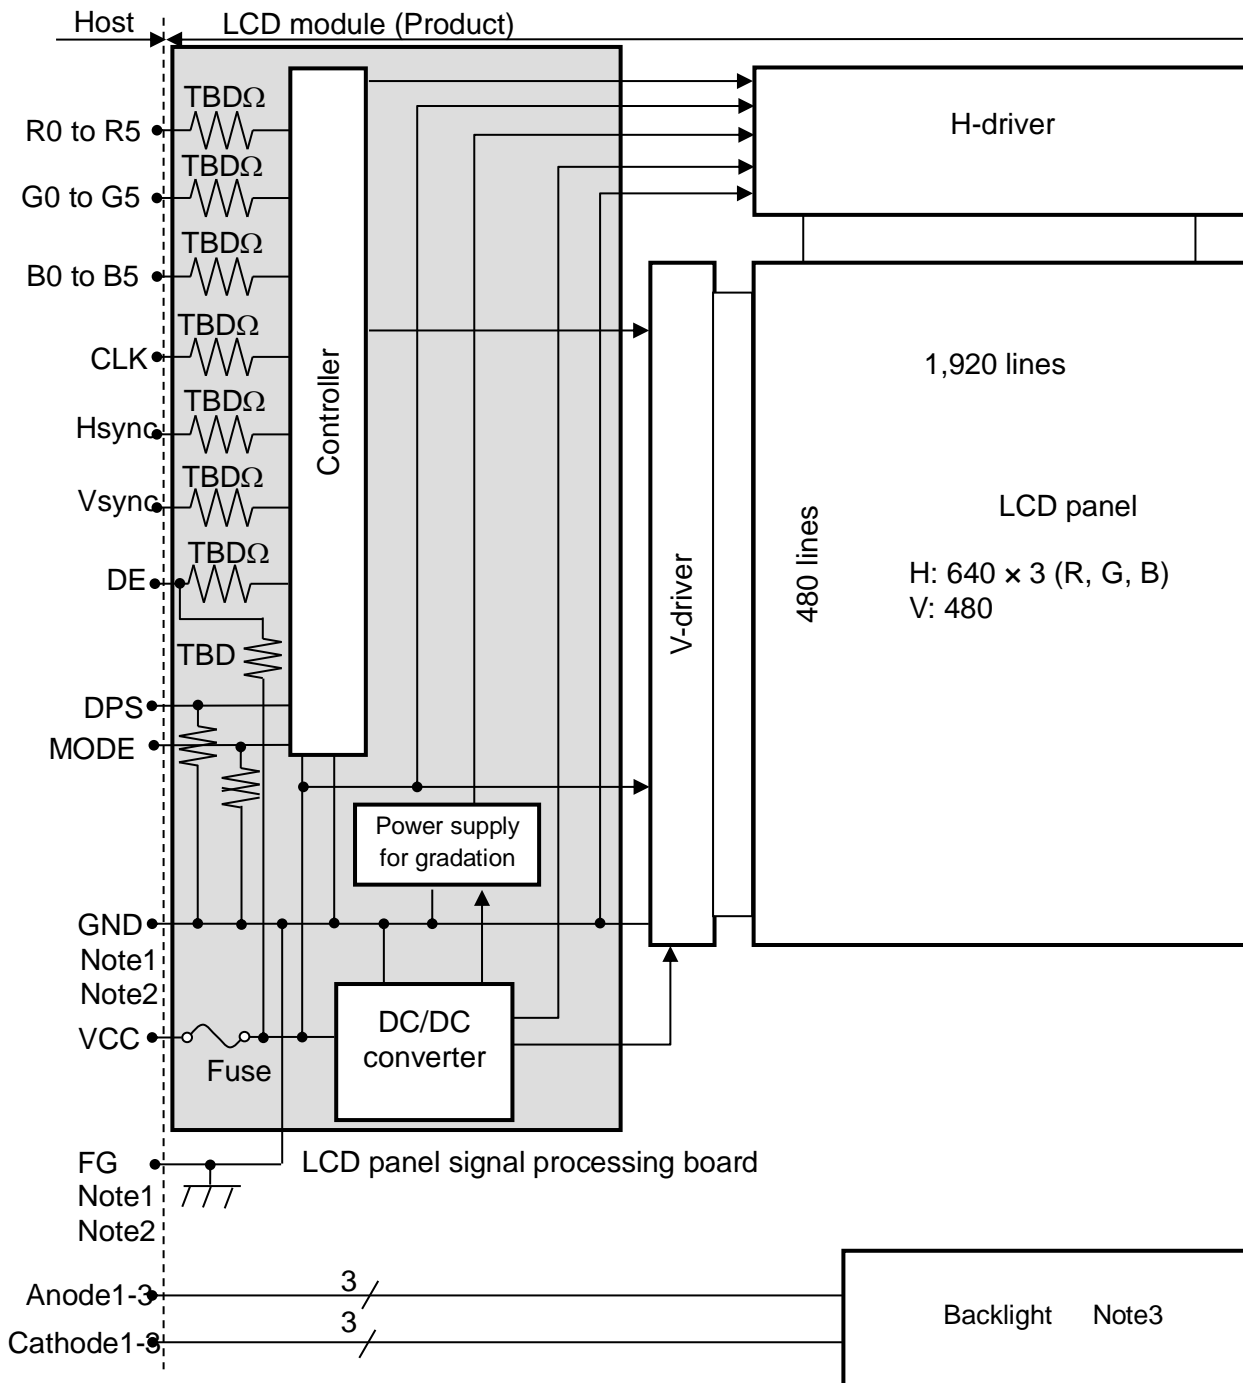 Host
LCD module (Product)
TBDΩ
R0 to R5
H-driver
TBDΩ
G0 to G5
TBDΩ
B0 to B5
TBDΩ
CLK
Controller
1,920 lines
TBDΩ
Hsync
TBDΩ
Vsync
480 lines
LCD panel
TBDΩ
DE
V-driver
H: 640 × 3 (R, G, B)
V: 480
TBD
DPS
MODE
Power supply
for gradation
GND
Note1
Note2
VCC
Fuse
DC/DC
converter
FG
Note1
Note2
LCD panel signal processing board
Anode1-3
3
Cathode1-3
3
Backlight Note3